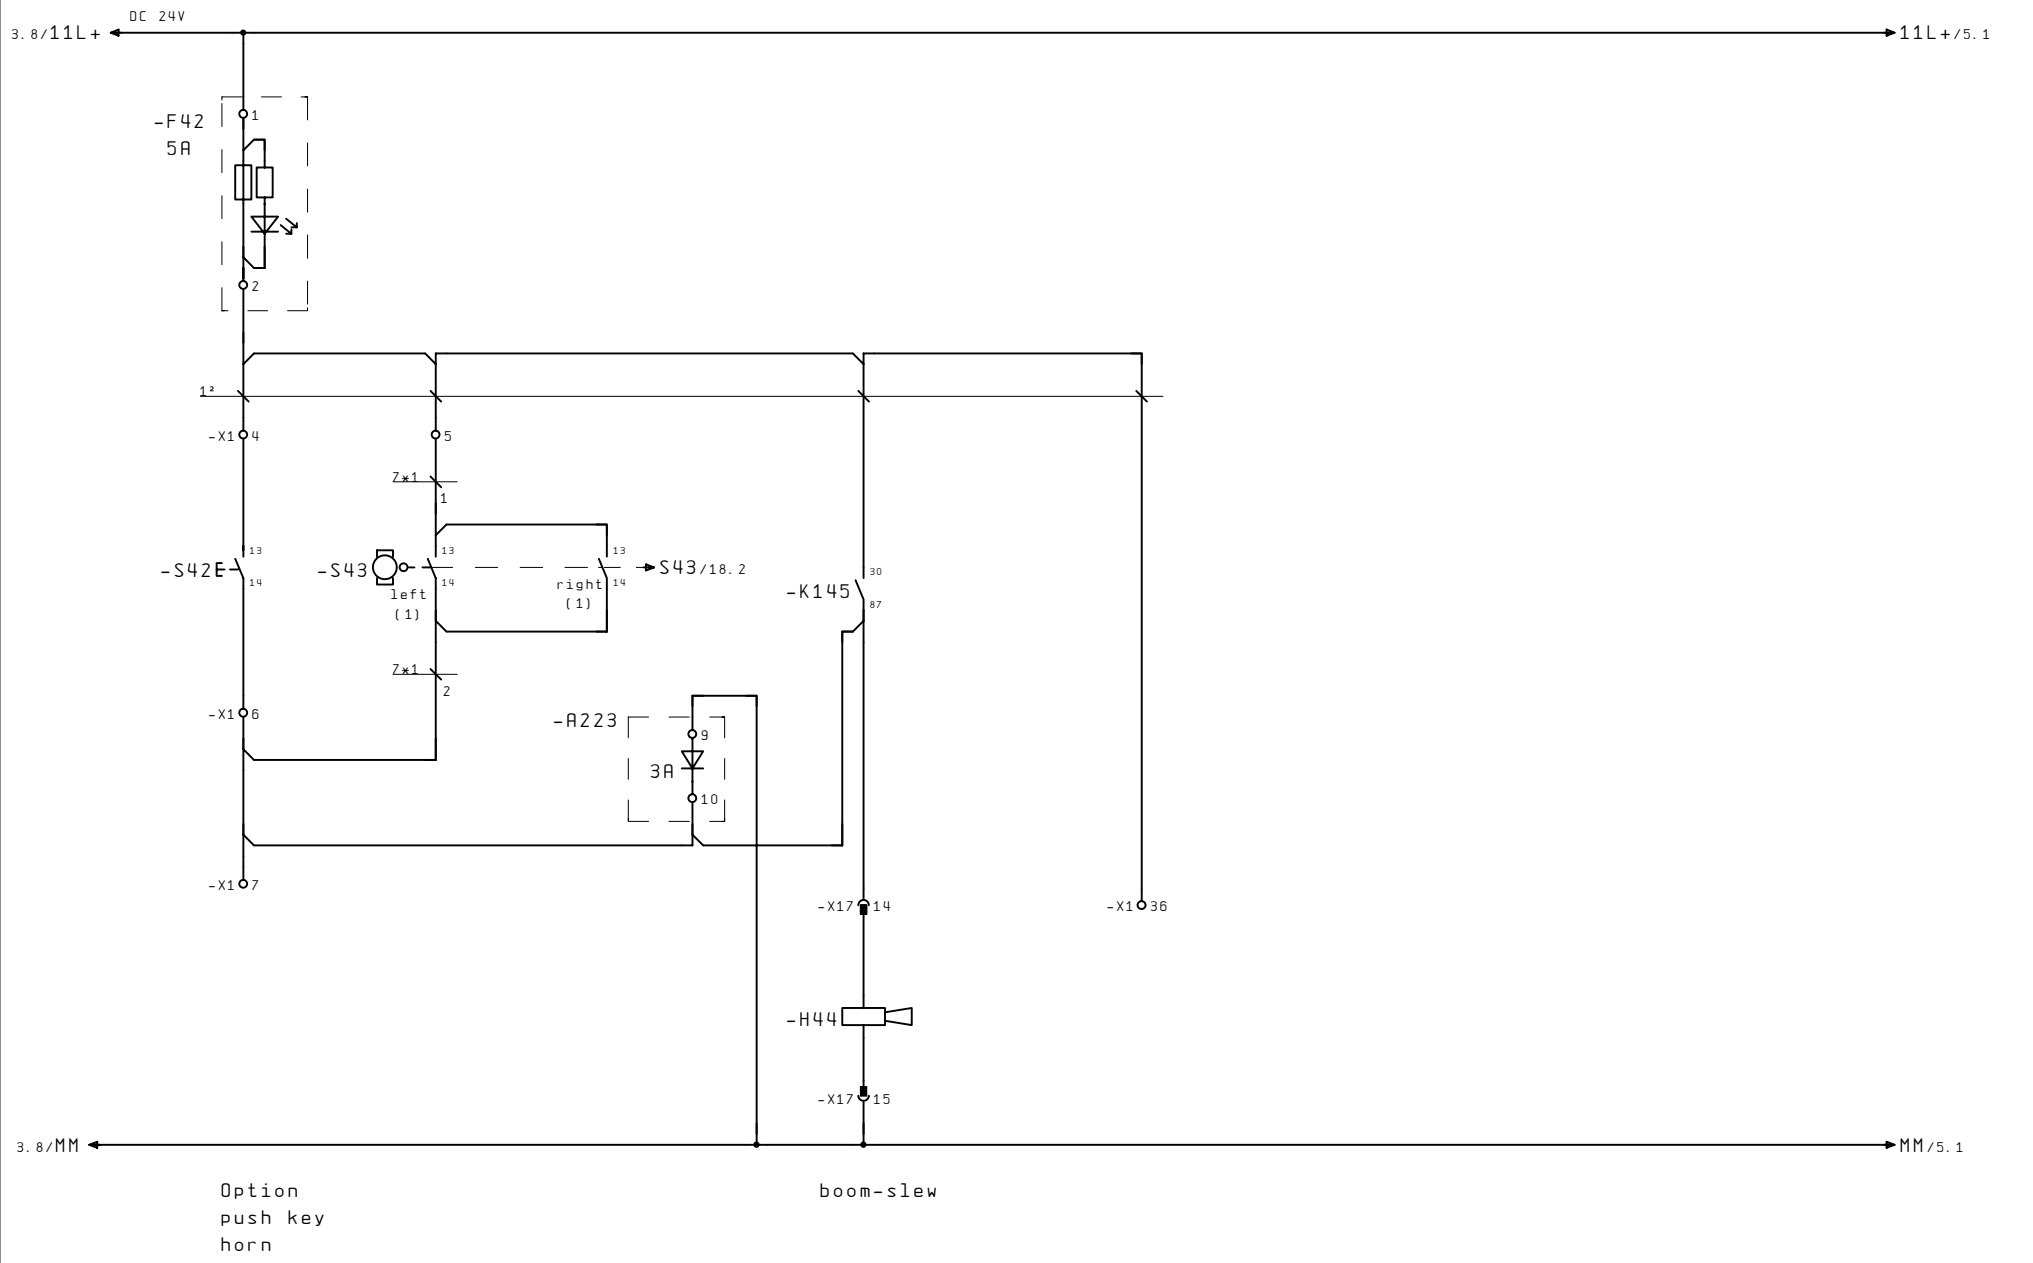 DC 24V
3.8/11L+
11L+/5.1
-F42
5A
1
2
1²
-X1 4
5
7*1
1
-S42
13
14
-S43
13
14
left
(1)
13
14
right
(1)
S43/18.2
-K145
30
87
7*1
2
-X1 6
-A223
9
3A
10
-X1 7
-X17 14
-X1 36
-H44
-X17 15
3.8/MM
MM/5.1
Option
push key
horn
boom-slew